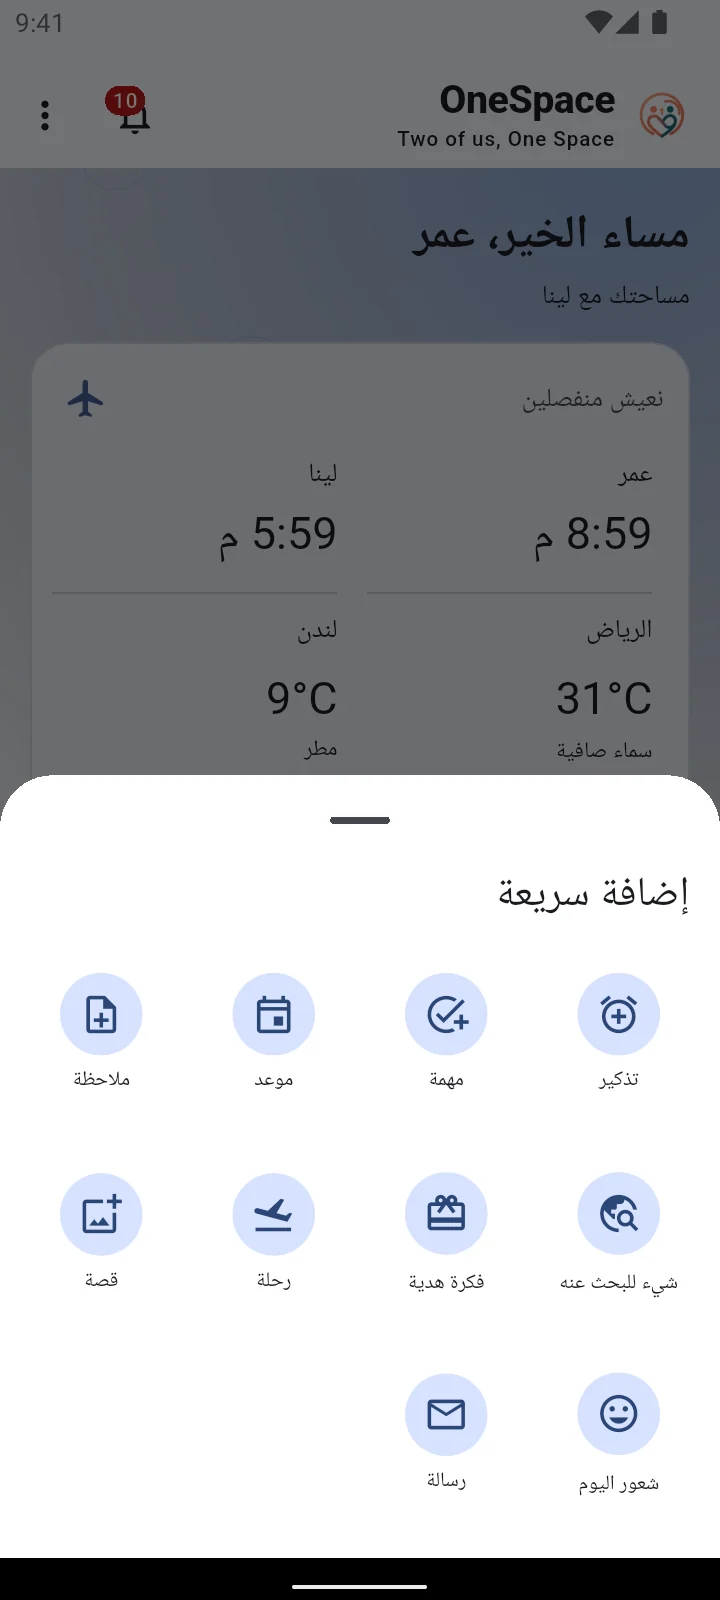 9:41
OneSpace
10
Two of us, One Space
مساء الخير، عمر
مساحتك مع لينا
نعيش منفصلين
عمر لينا
8:59 م 5:59 م
الرياض لندن
31°C 9°C
سماء صافية مطر
إضافة سريعة
تذكير مهمة موعد ملاحظة
شيء للبحث عنه فكرة هدية رحلة قصة
شعور اليوم رسالة